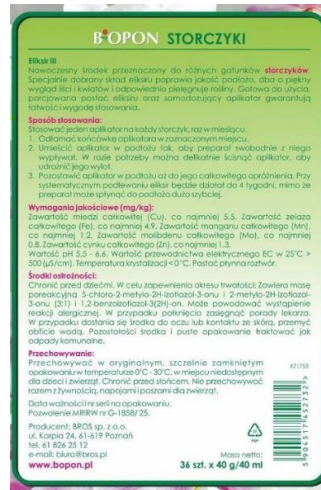 BIOPON STORCZYKI
Eliksir III
Nowoczesny środek przeznaczony do różnych gatunków storczyków.
Specjalnie dobrany skład eliksiru poprawia jakość podłoża, dba o piękny
wygląd liści i kwiatów i odpowiednio pielęgnuje rośliny. Gotowa do użycia,
porcjowana postać eliksiru oraz samodozujący aplikator gwarantują
łatwość i wygodę stosowania.
Sposób stosowania:
Stosować jeden aplikator na każdy storczyk, raz w miesiącu.
1. Odłamać końcówkę aplikatora w zaznaczonym miejscu.
2. Umieścić aplikator w podłożu tak, aby preparat swobodnie z niego
wypływał. W razie potrzeby można delikatnie ścisnąć aplikator, aby
udrożnić jego wylot.
3. Pozostawić aplikator w podłożu aż do jego całkowitego opróżnienia. Przy
systematycznym podlewaniu eliksir będzie działał do 4 tygodni, mimo że
preparat może spłynąć do podłoża dużo szybciej.
Wymagania jakościowe (mg/kg):
Zawartość miedzi całkowitej (Cu), co najmniej 5.5. Zawartość żelaza
całkowitego (Fe), co najmniej 4.9. Zawartość manganu całkowitego (Mn),
co najmniej 1.2. Zawartość molibdenu całkowitego (Mo), co najmniej
0.8. Zawartość cynku całkowitego (Zn), co najmniej 1.3.
Wartość pH 5.5 - 6.6. Wartość przewodnictwa elektrycznego EC w 25°C >
500 (µS/cm). Temperatura krystalizacji < 0 °C. Postać płynna roztwór.
Środki ostrożności:
Chronić przed dziećmi. W celu zapewnienia okresu trwałości: Zawiera masę
poreakcyjną 5-chloro-2-metylo-2H-izotiazol-3-onu i 2-metylo-2H-izotiazol-
3-onu (3:1) i 1,2-benzoizotiazol-3(2H)-on. Może powodować wystąpienie
reakcji alergicznej. W przypadku połknięcia zasięgnąć porady lekarza.
W przypadku dostania się środka do oczu lub kontaktu ze skórą, przemyć
obficie wodą. Pozostałości środka i puste opakowanie traktować jak
odpady komunalne.
Przechowywanie:
Przechowywać w oryginalnym, szczelnie zamkniętym
opakowaniu w temperaturze 0°C - 30°C, w miejscu niedostępnym
dla dzieci i zwierząt. Chronić przed słońcem. Nie przechowywać
razem z żywnością, napojami i paszami dla zwierząt.
Data ważności i nr serii na opakowaniu.
Pozwolenie MRiRW nr G-1858/25.
Producent: BROS sp. z o.o.
ul. Karpia 24, 61-619 Poznań
tel. 61 826 25 12
e-mail: biuro@bros.pl
www.bopon.pl
Masa netto:
36 szt. x 40 g/40 ml
5904517457232